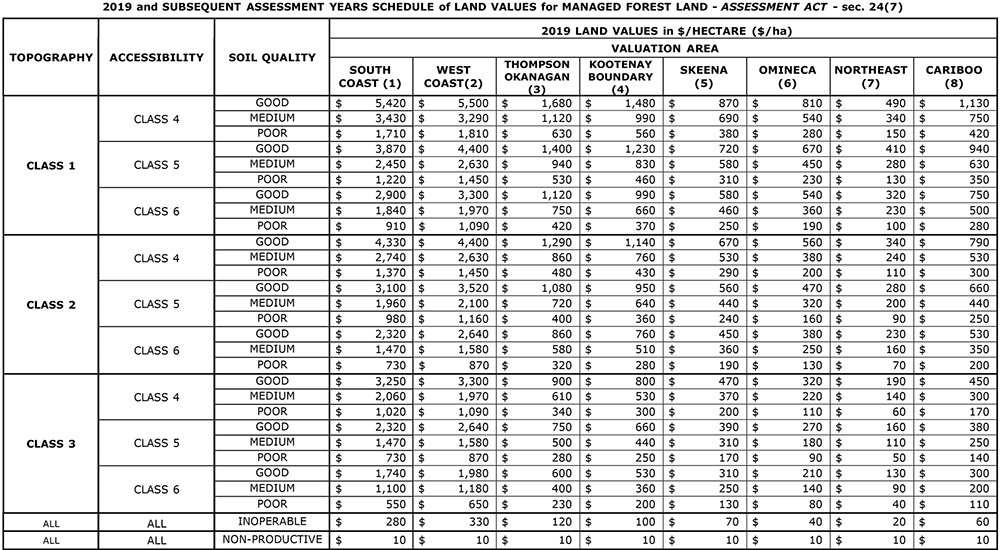 2019 and SUBSEQUENT ASSESSMENT YEARS SCHEDULE of LAND VALUES for MANAGED FOREST LAND - ASSESSMENT ACT - sec. 24(7)
2019 LAND VALUES in $/HECTARE ($/ha)
VALUATION AREA
TOPOGRAPHY ACCESSIBILITY SOIL QUALITY SOUTH COAST (1) WEST COAST(2) THOMPSON OKANAGAN (3) KOOTENAY BOUNDARY (4) SKEENA (5) OMINECA (6) NORTHEAST (7) CARIBOO (8)
CLASS 1 CLASS 4 GOOD $ 5,420 $ 5,500 $ 1,680 $ 1,480 $ 870 $ 810 $ 490 $ 1,130
MEDIUM $ 3,430 $ 3,290 $ 1,120 $ 990 $ 690 $ 540 $ 340 $ 750
POOR $ 1,710 $ 1,810 $ 630 $ 560 $ 380 $ 280 $ 150 $ 420
CLASS 5 GOOD $ 3,870 $ 4,400 $ 1,400 $ 1,230 $ 720 $ 670 $ 410 $ 940
MEDIUM $ 2,450 $ 2,630 $ 940 $ 830 $ 580 $ 450 $ 280 $ 630
POOR $ 1,220 $ 1,450 $ 530 $ 460 $ 310 $ 230 $ 130 $ 350
CLASS 6 GOOD $ 2,900 $ 3,300 $ 1,120 $ 990 $ 580 $ 540 $ 320 $ 750
MEDIUM $ 1,840 $ 1,970 $ 750 $ 660 $ 460 $ 360 $ 230 $ 500
POOR $ 910 $ 1,090 $ 420 $ 370 $ 250 $ 190 $ 100 $ 280
CLASS 2 CLASS 4 GOOD $ 4,330 $ 4,400 $ 1,290 $ 1,140 $ 670 $ 560 $ 340 $ 790
MEDIUM $ 2,740 $ 2,630 $ 860 $ 760 $ 530 $ 380 $ 240 $ 530
POOR $ 1,370 $ 1,450 $ 480 $ 430 $ 290 $ 200 $ 110 $ 300
CLASS 5 GOOD $ 3,100 $ 3,520 $ 1,080 $ 950 $ 560 $ 470 $ 280 $ 660
MEDIUM $ 1,960 $ 2,100 $ 720 $ 640 $ 440 $ 320 $ 200 $ 440
POOR $ 980 $ 1,160 $ 400 $ 360 $ 240 $ 160 $ 90 $ 250
CLASS 6 GOOD $ 2,320 $ 2,640 $ 860 $ 760 $ 450 $ 380 $ 230 $ 530
MEDIUM $ 1,470 $ 1,580 $ 580 $ 510 $ 360 $ 250 $ 160 $ 350
POOR $ 730 $ 870 $ 320 $ 280 $ 190 $ 130 $ 70 $ 200
CLASS 3 CLASS 4 GOOD $ 3,250 $ 3,300 $ 900 $ 800 $ 470 $ 320 $ 190 $ 450
MEDIUM $ 2,060 $ 1,970 $ 610 $ 530 $ 370 $ 220 $ 140 $ 300
POOR $ 1,020 $ 1,090 $ 340 $ 300 $ 200 $ 110 $ 60 $ 170
CLASS 5 GOOD $ 2,320 $ 2,640 $ 750 $ 660 $ 390 $ 270 $ 160 $ 380
MEDIUM $ 1,470 $ 1,580 $ 500 $ 440 $ 310 $ 180 $ 110 $ 250
POOR $ 730 $ 870 $ 280 $ 250 $ 170 $ 90 $ 50 $ 140
CLASS 6 GOOD $ 1,740 $ 1,980 $ 600 $ 530 $ 310 $ 210 $ 130 $ 300
MEDIUM $ 1,100 $ 1,180 $ 400 $ 360 $ 250 $ 140 $ 90 $ 200
POOR $ 550 $ 650 $ 230 $ 200 $ 130 $ 80 $ 40 $ 110
ALL ALL INOPERABLE $ 280 $ 330 $ 120 $ 100 $ 70 $ 40 $ 20 $ 60
ALL ALL NON-PRODUCTIVE $ 10 $ 10 $ 10 $ 10 $ 10 $ 10 $ 10 $ 10